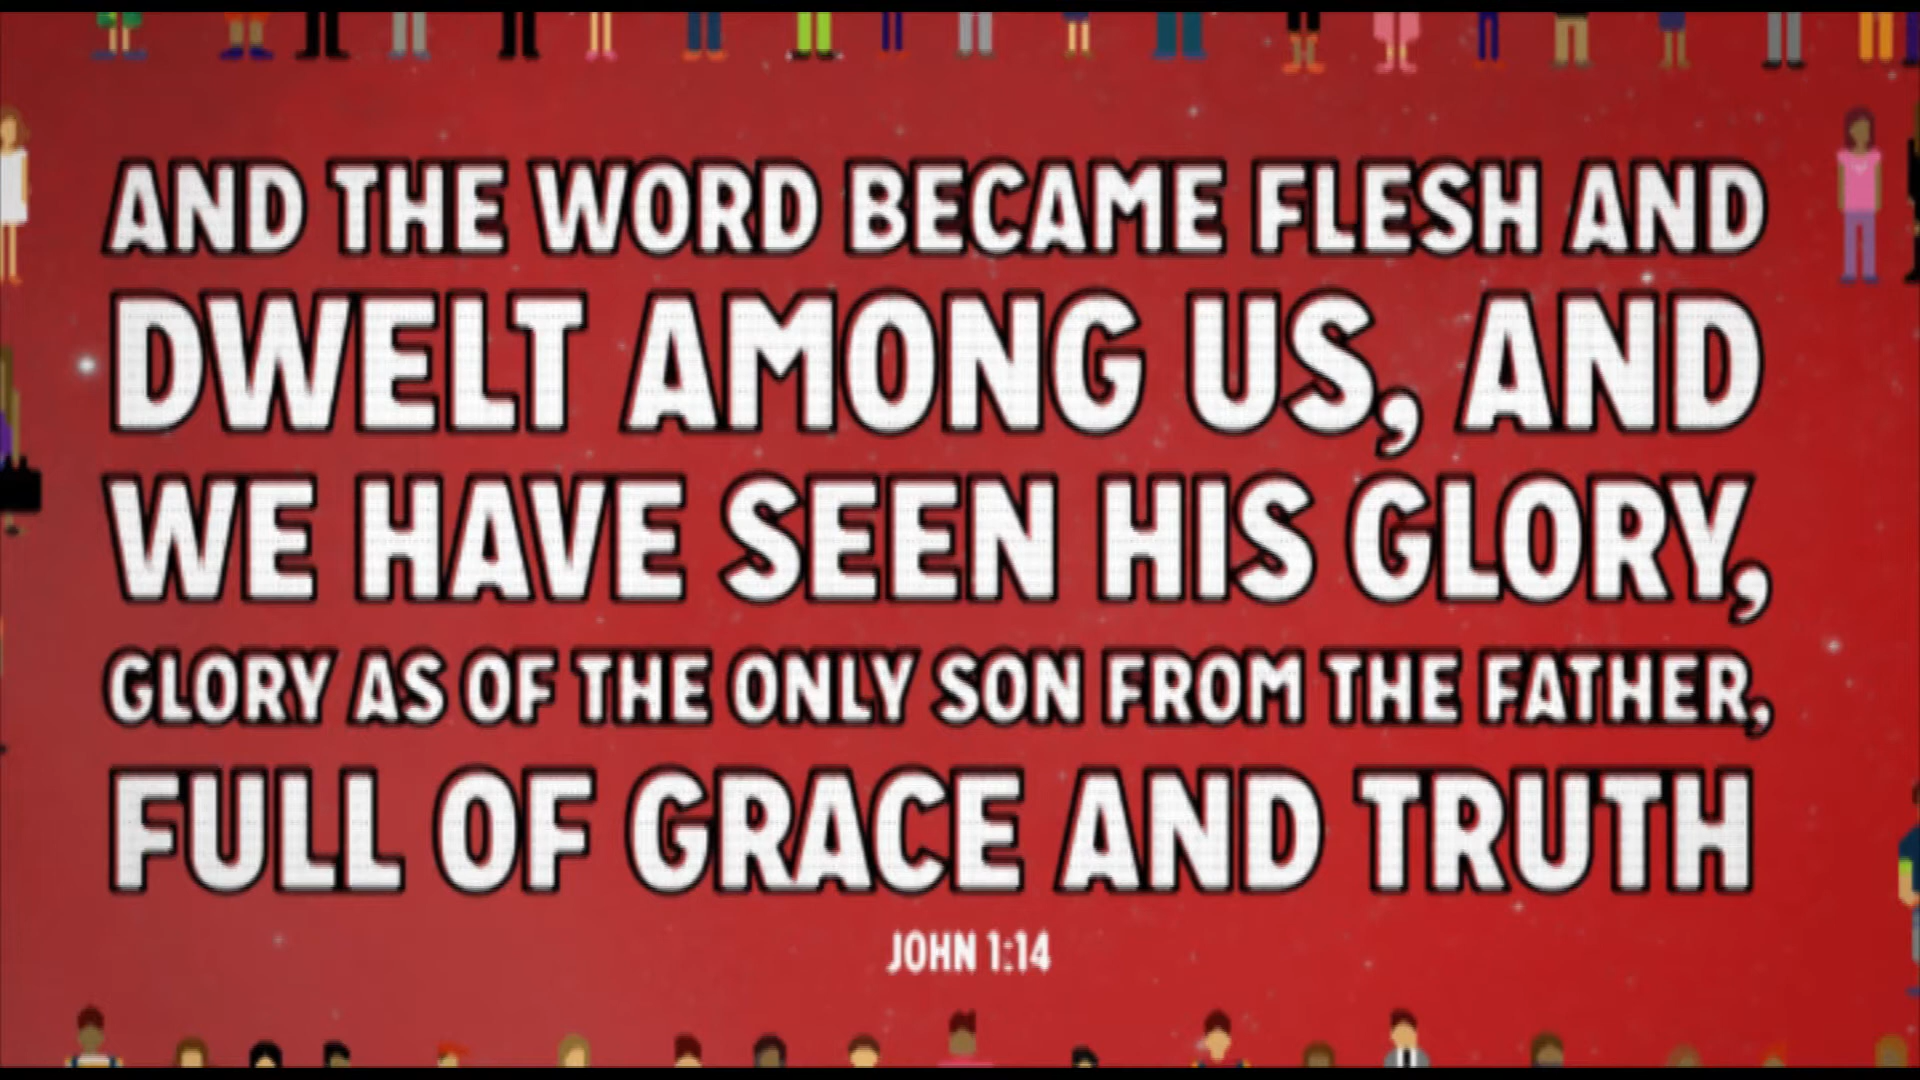 AND THE WORD BECAME FLESH AND
DWELT AMONG US, AND
WE HAVE SEEN HIS GLORY,
GLORY AS OF THE ONLY SON FROM THE FATHER,
FULL OF GRACE AND TRUTH
JOHN 1:14